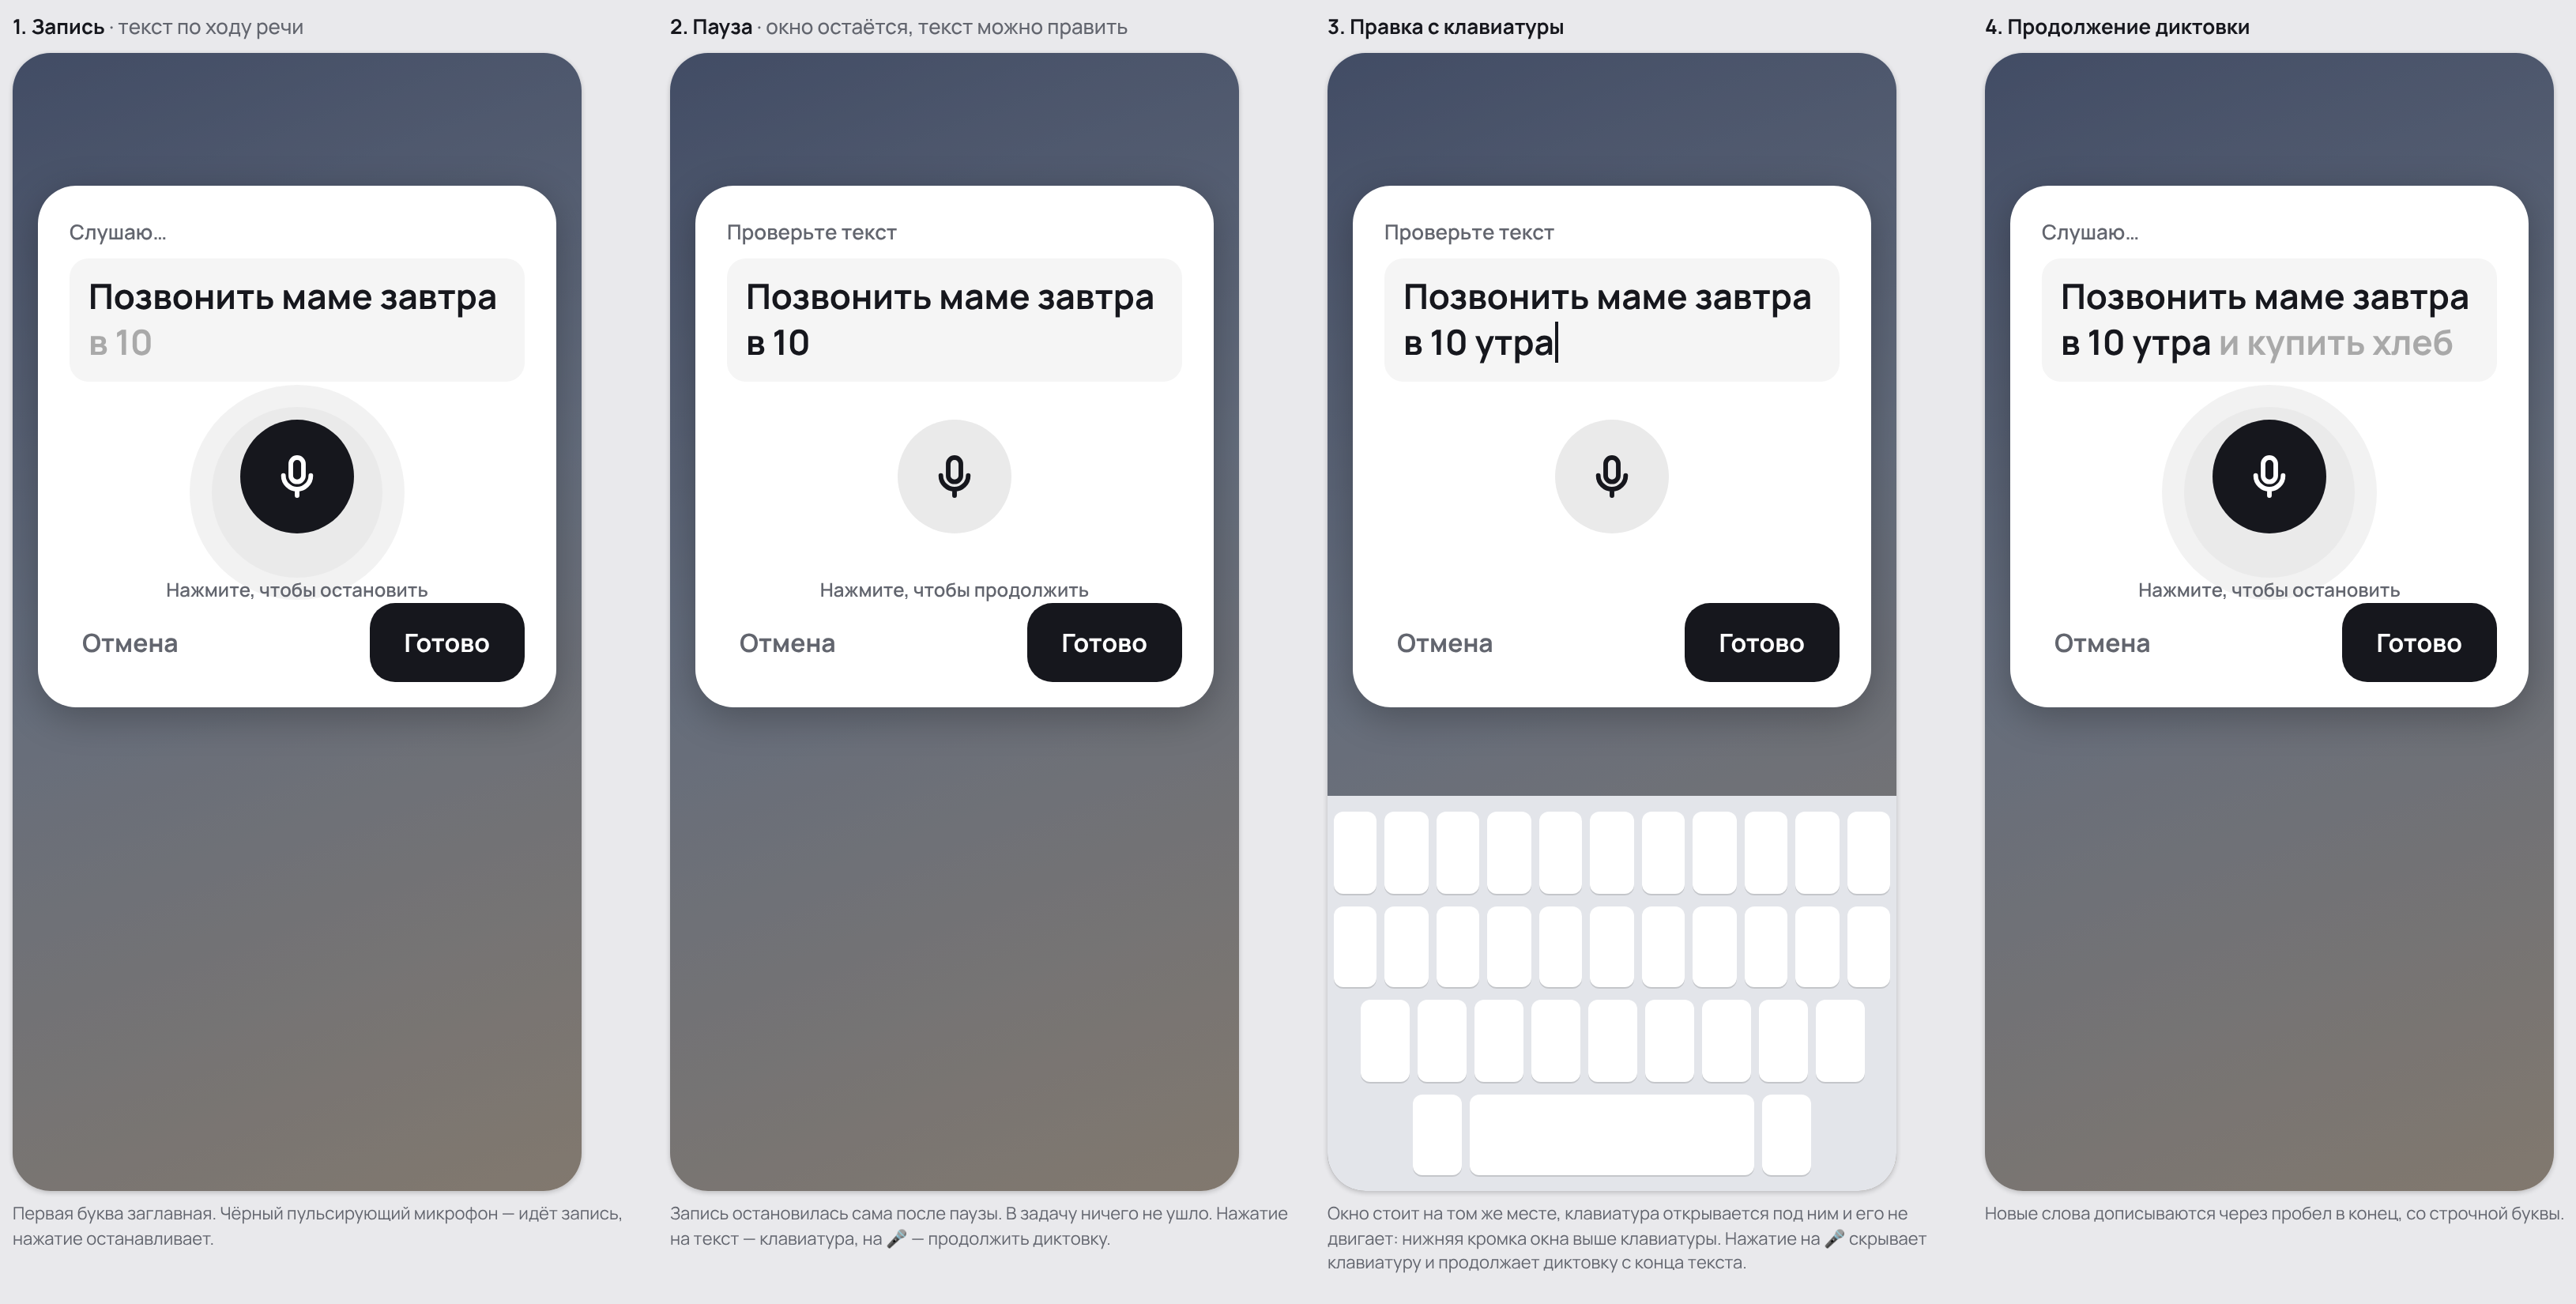 1. Запись · текст по ходу речи
Слушаю...
Позвонить маме завтра
в 10
Нажмите, чтобы остановить
Отмена
Готово
Первая буква заглавная. Чёрный пульсирующий микрофон — идёт запись,
нажатие останавливает.
2. Пауза · окно остаётся, текст можно править
Проверьте текст
Позвонить маме завтра
в 10
Нажмите, чтобы продолжить
Отмена
Готово
Запись остановилась сама после паузы. В задачу ничего не ушло. Нажатие
на текст — клавиатура, на 🎤 — продолжить диктовку.
3. Правка с клавиатуры
Проверьте текст
Позвонить маме завтра
в 10 утра
Отмена
Готово
Окно стоит на том же месте, клавиатура открывается под ним и его не
двигает: нижняя кромка окна выше клавиатуры. Нажатие на 🎤 скрывает
клавиатуру и продолжает диктовку с конца текста.
4. Продолжение диктовки
Слушаю...
Позвонить маме завтра
в 10 утра и купить хлеб
Нажмите, чтобы остановить
Отмена
Готово
Новые слова дописываются через пробел в конец, со строчной буквы.